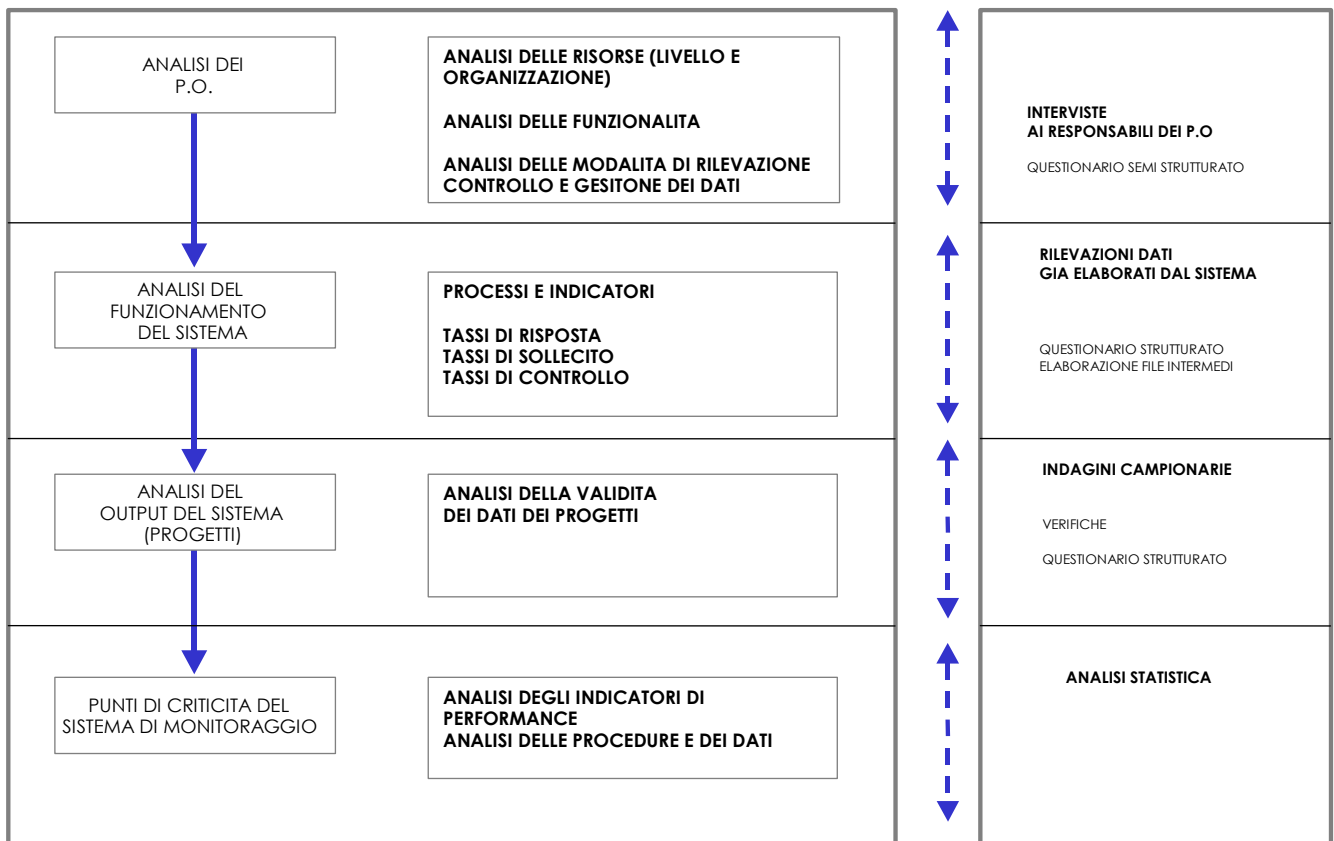 ANALISI DEI
P.O.
ANALISI DELLE RISORSE (LIVELLO E
ORGANIZZAZIONE)
ANALISI DELLE FUNZIONALITA
ANALISI DELLE MODALITA DI RILEVAZIONE
CONTROLLO E GESITONE DEI DATI
INTERVISTE
AI RESPONSABILI DEI P.O
QUESTIONARIO SEMI STRUTTURATO
ANALISI DEL
FUNZIONAMENTO
DEL SISTEMA
PROCESSI E INDICATORI
TASSI DI RISPOSTA
TASSI DI SOLLECITO
TASSI DI CONTROLLO
RILEVAZIONI DATI
GIA ELABORATI DAL SISTEMA
QUESTIONARIO STRUTTURATO
ELABORAZIONE FILE INTERMEDI
ANALISI DEL
OUTPUT DEL SISTEMA
(PROGETTI)
ANALISI DELLA VALIDITA
DEI DATI DEI PROGETTI
INDAGINI CAMPIONARIE
VERIFICHE
QUESTIONARIO STRUTTURATO
PUNTI DI CRITICITA DEL
SISTEMA DI MONITORAGGIO
ANALISI DEGLI INDICATORI DI
PERFORMANCE
ANALISI DELLE PROCEDURE E DEI DATI
ANALISI STATISTICA